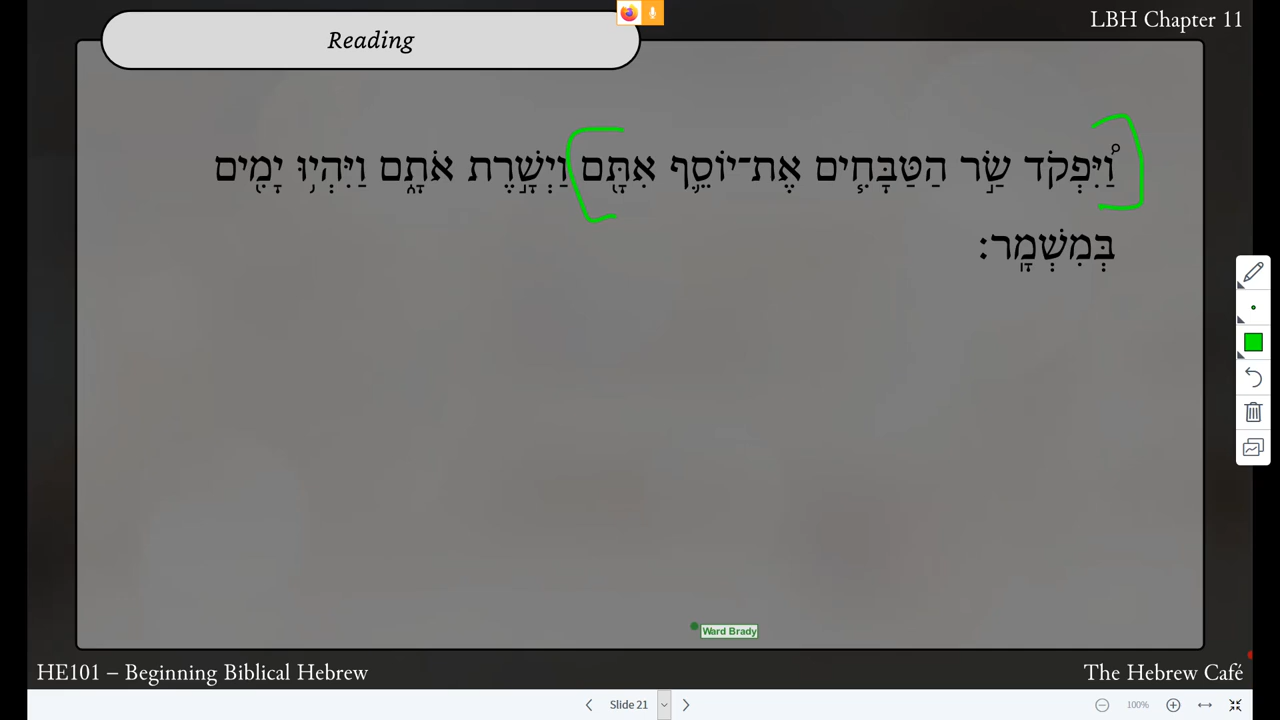 LBH Chapter 11
Reading
וַ֠יִּפְקֹד שַׂ֣ר הַטַּבָּחִ֧ים אֶת־יוֹסֵ֛ף אִתָּ֖ם וַיְשָׁ֣רֶת אֹתָ֑ם וַיִּהְי֥וּ יָמִ֖ים
בְּמִשְׁמָֽר׃
Ward Brady
HE101 – Beginning Biblical Hebrew
The Hebrew Café
Slide 21
100%